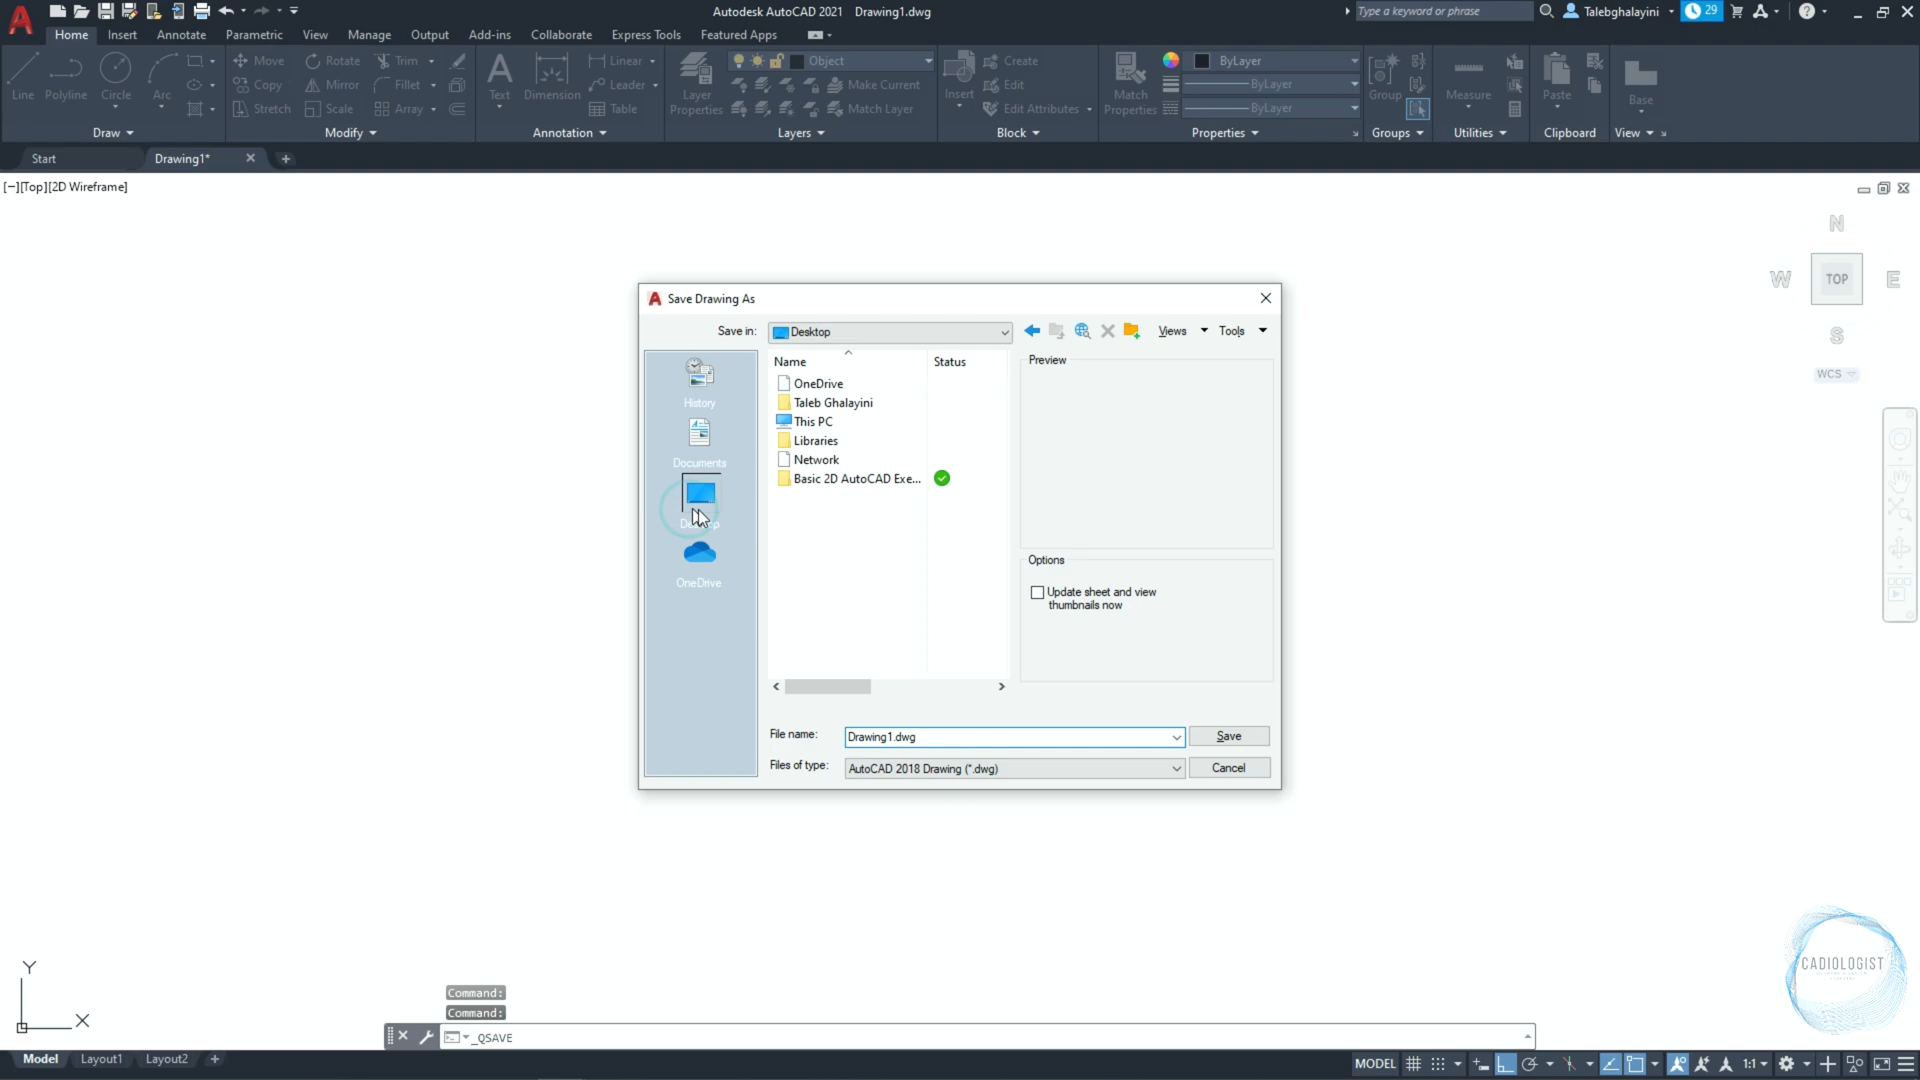 Autodesk AutoCAD 2021 Drawing1.dwg
Type a keyword or phrase
Talebghalayini
29
Home Insert Annotate Parametric View Manage Output Add-ins Collaborate Express Tools Featured Apps
Line Polyline Circle Arc
Move Rotate Trim
Copy Mirror Fillet
Stretch Scale Array
Text Dimension
Linear
Leader
Table
Layer
Properties
Object
Make Current
Match Layer
Insert
Create
Edit
Edit Attributes
Match
Properties
ByLayer
ByLayer
ByLayer
Group
Measure
Paste
Base
Draw Modify Annotation Layers Block Properties Groups Utilities Clipboard View
Start Drawing1*
[−][Top][2D Wireframe]
N
W TOP E
S
WCS
Save Drawing As
Save in: Desktop
Views Tools
History
Documents
OneDrive
Name Status
OneDrive
Taleb Ghalayini
This PC
Libraries
Network
Basic 2D AutoCAD Exe...
Preview
Options
Update sheet and view
thumbnails now
File name: Drawing1.dwg Save
Files of type: AutoCAD 2018 Drawing (*.dwg) Cancel
CADIOLOGIST
Y
X
Command:
Command:
_QSAVE
Model Layout1 Layout2
MODEL 1:1